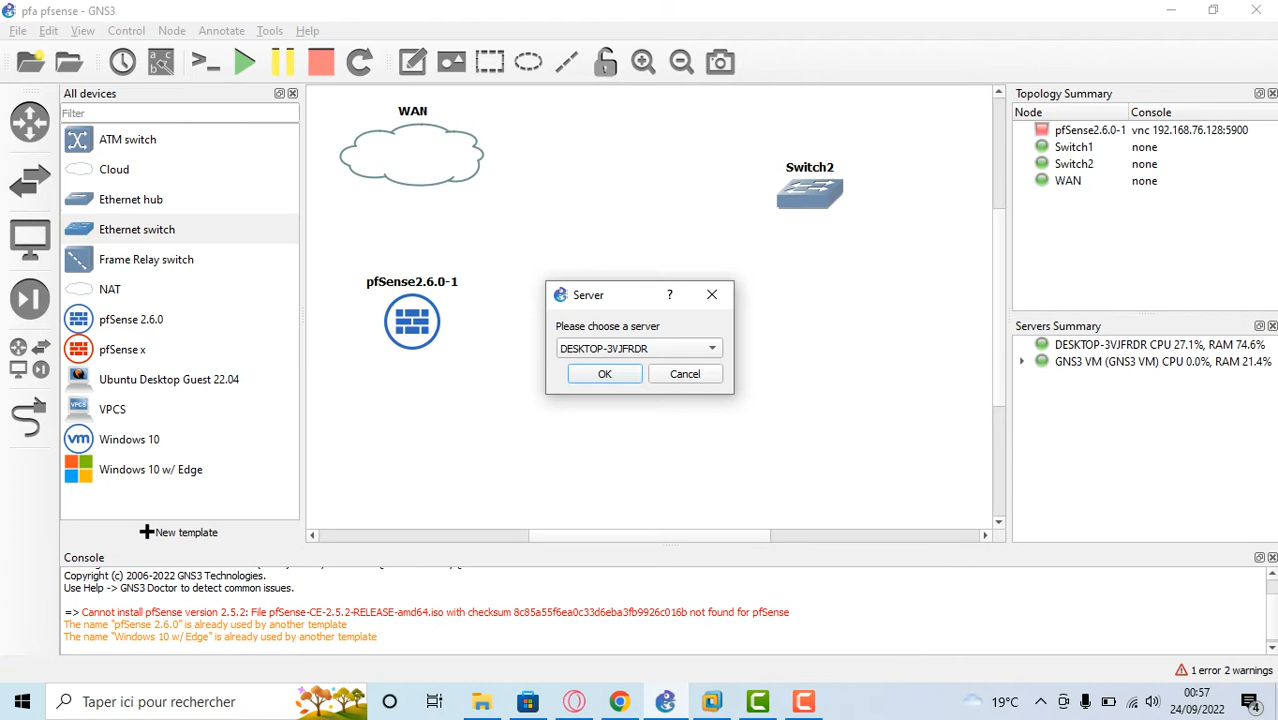 pfa pfsense - GNS3
File Edit View Control Node Annotate Tools Help
All devices
Filter
ATM switch
Cloud
Ethernet hub
Ethernet switch
Frame Relay switch
NAT
pfSense 2.6.0
pfSense x
Ubuntu Desktop Guest 22.04
VPCS
vm Windows 10
Windows 10 w/ Edge
New template
WAN
Switch2
pfSense2.6.0-1
Server
?
Please choose a server
DESKTOP-3VJFRDR
OK Cancel
Topology Summary
Node Console
pfSense2.6.0-1 vnc 192.168.76.128:5900
Switch1 none
Switch2 none
WAN none
Servers Summary
DESKTOP-3VJFRDR CPU 27.1%, RAM 74.6%
GNS3 VM (GNS3 VM) CPU 0.0%, RAM 21.4%
Console
Copyright (c) 2006-2022 GNS3 Technologies.
Use Help -> GNS3 Doctor to detect common issues.
=> Cannot install pfSense version 2.5.2: File pfSense-CE-2.5.2-RELEASE-amd64.iso with checksum 8c85a55f6ea0c33d6eba3fb9926c016b not found for pfSense
The name "pfSense 2.6.0" is already used by another template
The name "Windows 10 w/ Edge" is already used by another template
1 error 2 warnings
Taper ici pour rechercher
19°C
00:57
24/09/2022
4